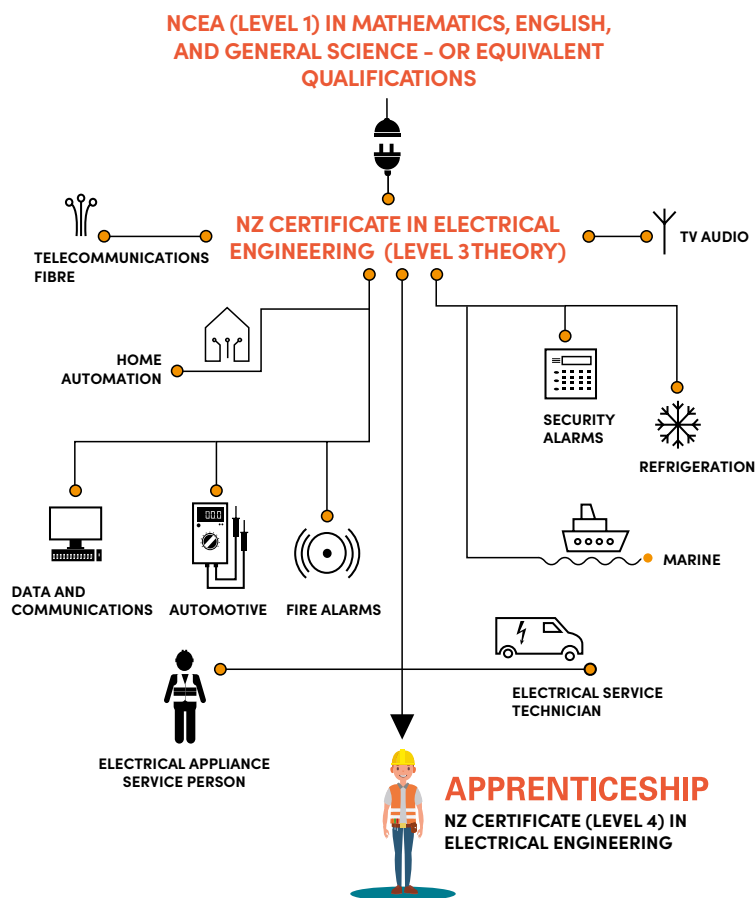 NCEA (LEVEL 1) IN MATHEMATICS, ENGLISH,
AND GENERAL SCIENCE - OR EQUIVALENT
QUALIFICATIONS
NZ CERTIFICATE IN ELECTRICAL
ENGINEERING (LEVEL 3 THEORY)
TELECOMMUNICATIONS
FIBRE
TV AUDIO
HOME
AUTOMATION
SECURITY
ALARMS
REFRIGERATION
000
DATA AND
COMMUNICATIONS
AUTOMOTIVE
FIRE ALARMS
MARINE
ELECTRICAL SERVICE
TECHNICIAN
ELECTRICAL APPLIANCE
SERVICE PERSON
APPRENTICESHIP
NZ CERTIFICATE (LEVEL 4) IN
ELECTRICAL ENGINEERING